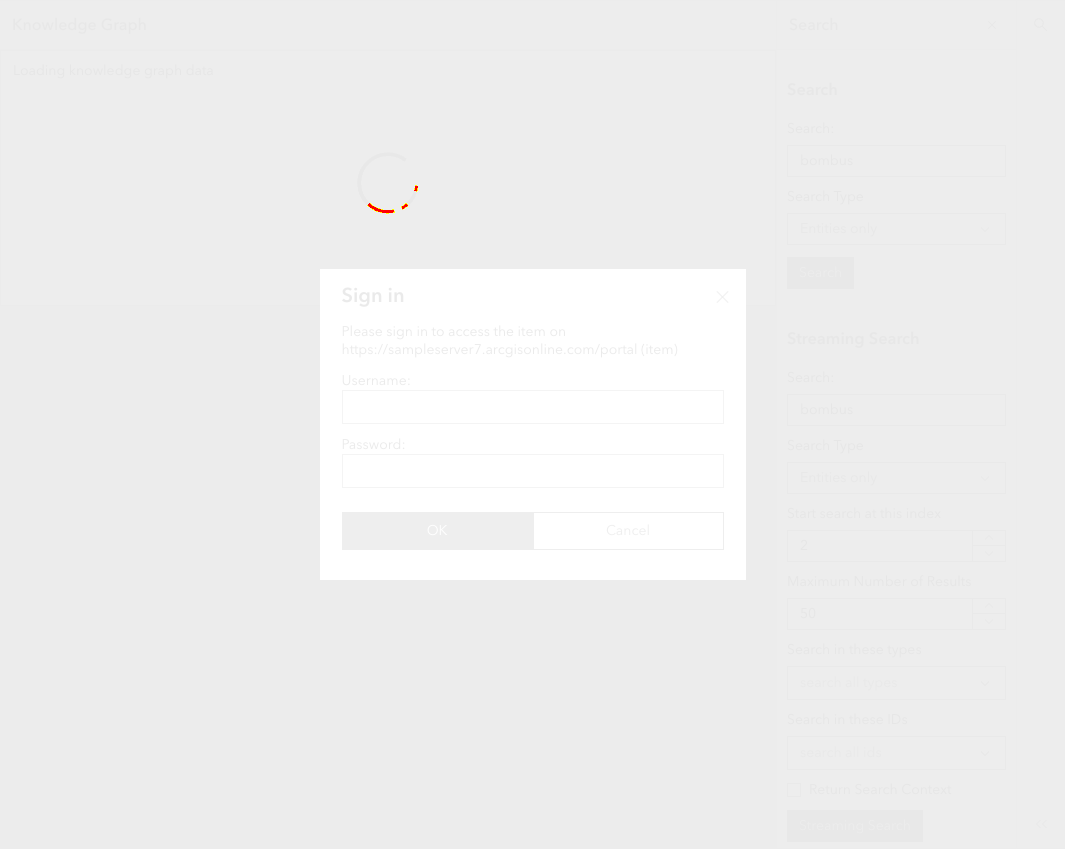 Knowledge Graph
Search
Loading knowledge graph data
Search
Search
bombus
Search Type
Entities only
Search
Sign in
Please sign in to access the item on
https://sampleserver7.arcgisonline.com/portal (item)
Username:
Password:
OK
Cancel
Streaming Search
Search
bombus
Search Type
Entities only
Start search at this index
2
Maximum Number of Results
50
Search in these types
Search in these IDs
Return Search Context
Streaming Search